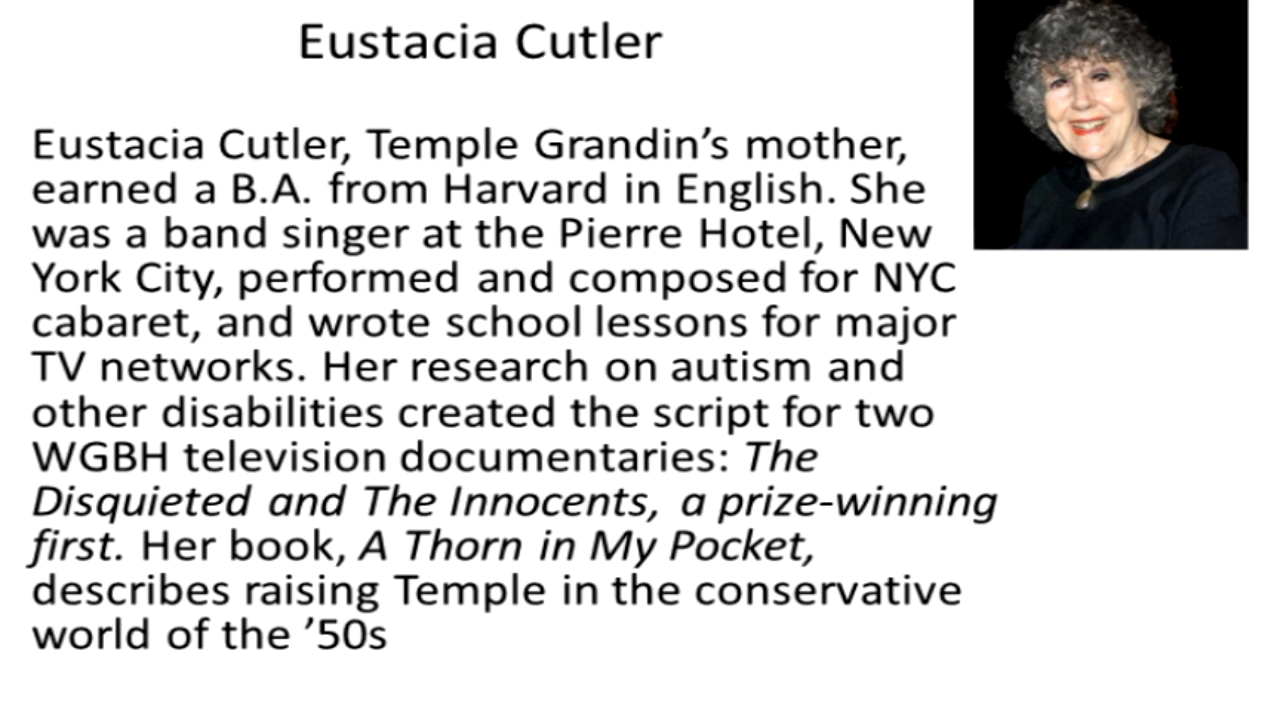 Eustacia Cutler
Eustacia Cutler, Temple Grandin’s mother,
earned a B.A. from Harvard in English. She
was a band singer at the Pierre Hotel, New
York City, performed and composed for NYC
cabaret, and wrote school lessons for major
TV networks. Her research on autism and
other disabilities created the script for two
WGBH television documentaries: The
Disquieted and The Innocents, a prize-winning
first. Her book, A Thorn in My Pocket,
describes raising Temple in the conservative
world of the ’50s